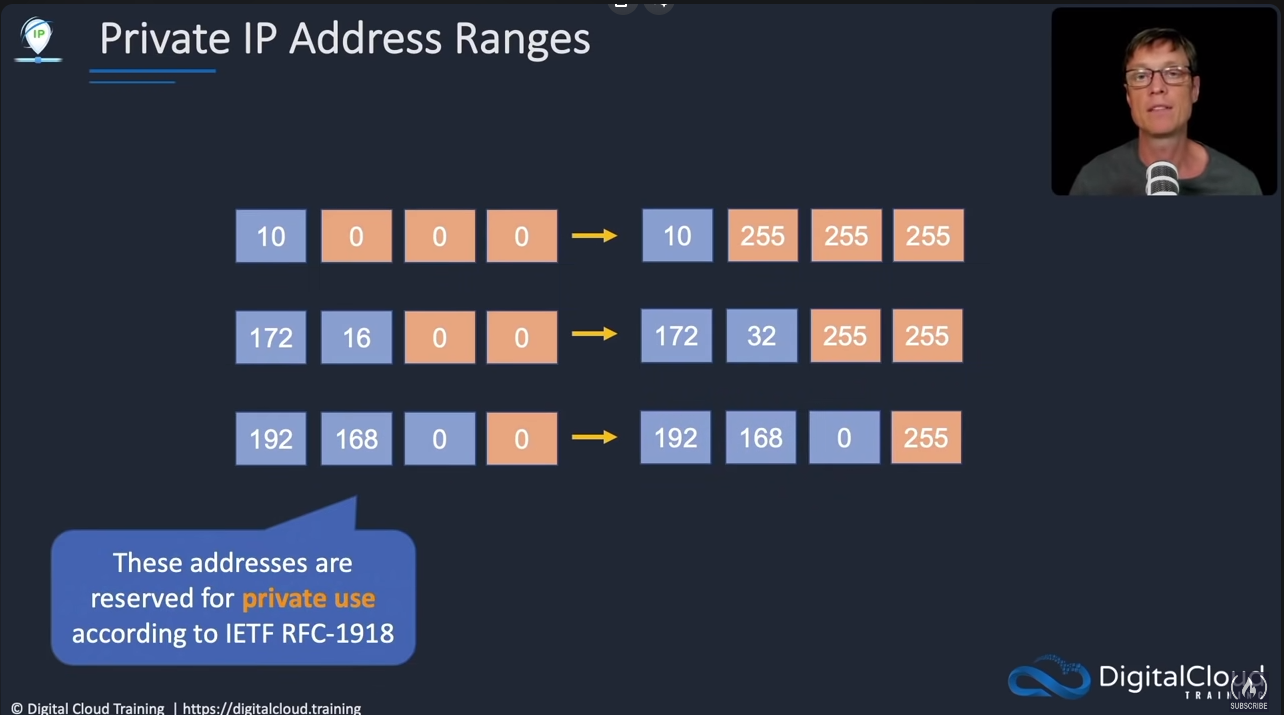 IP
Private IP Address Ranges
10 0 0 0 10 255 255 255
172 16 0 0 172 32 255 255
192 168 0 0 192 168 0 255
These addresses are
reserved for private use
according to IETF RFC-1918
DigitalCloud
TRAINING
SUBSCRIBE
© Digital Cloud Training | https://digitalcloud.training